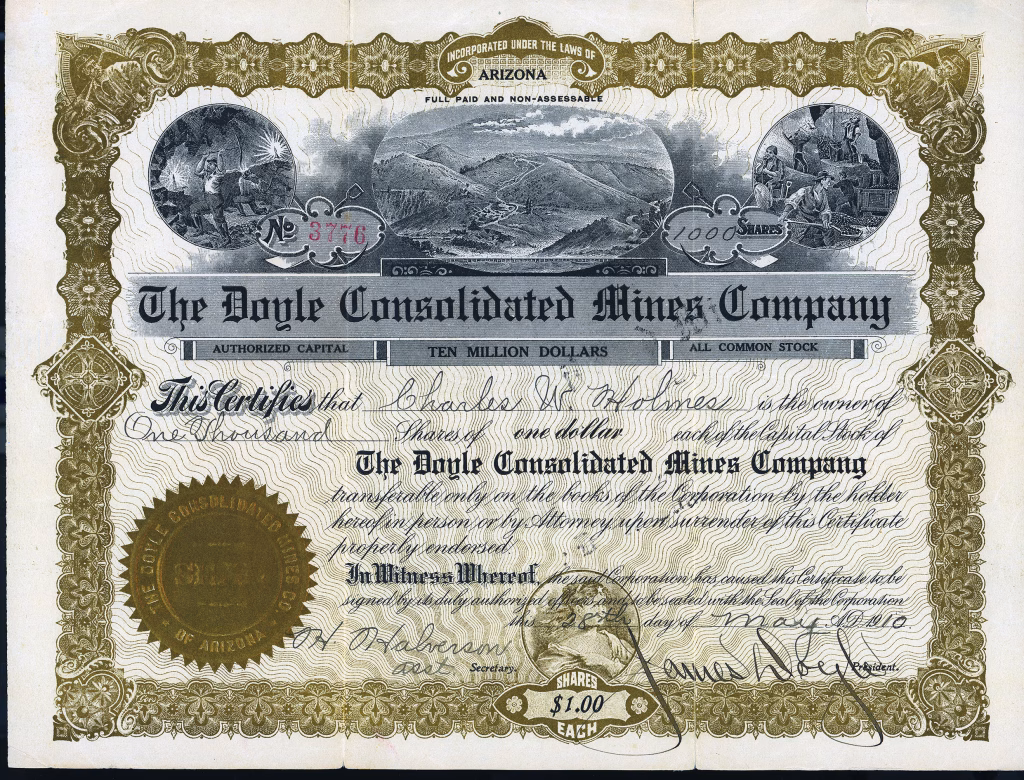 INCORPORATED UNDER THE LAWS OF
ARIZONA
FULL PAID AND NON-ASSESSABLE
No 3776
1000 SHARES
The Doyle Consolidated Mines Company
AUTHORIZED CAPITAL TEN MILLION DOLLARS ALL COMMON STOCK
This Certifies that Charles W. Holmes is the owner of
One Thousand Shares of one dollar each of the Capital Stock of
The Doyle Consolidated Mines Company
transferable only on the books of the Corporation by the holder
hereof in person or by Attorney upon surrender of this Certificate
properly endorsed.
In Witness Whereof, the said Corporation has caused this Certificate to be
signed by its duly authorized officers and to be sealed with the Seal of the Corporation
this 28th day of May A.D. 1910
H Halverson
asst Secretary.
James Doyle President.
THE DOYLE CONSOLIDATED MINES CO.
OF ARIZONA
SHARES
$1.00
EACH